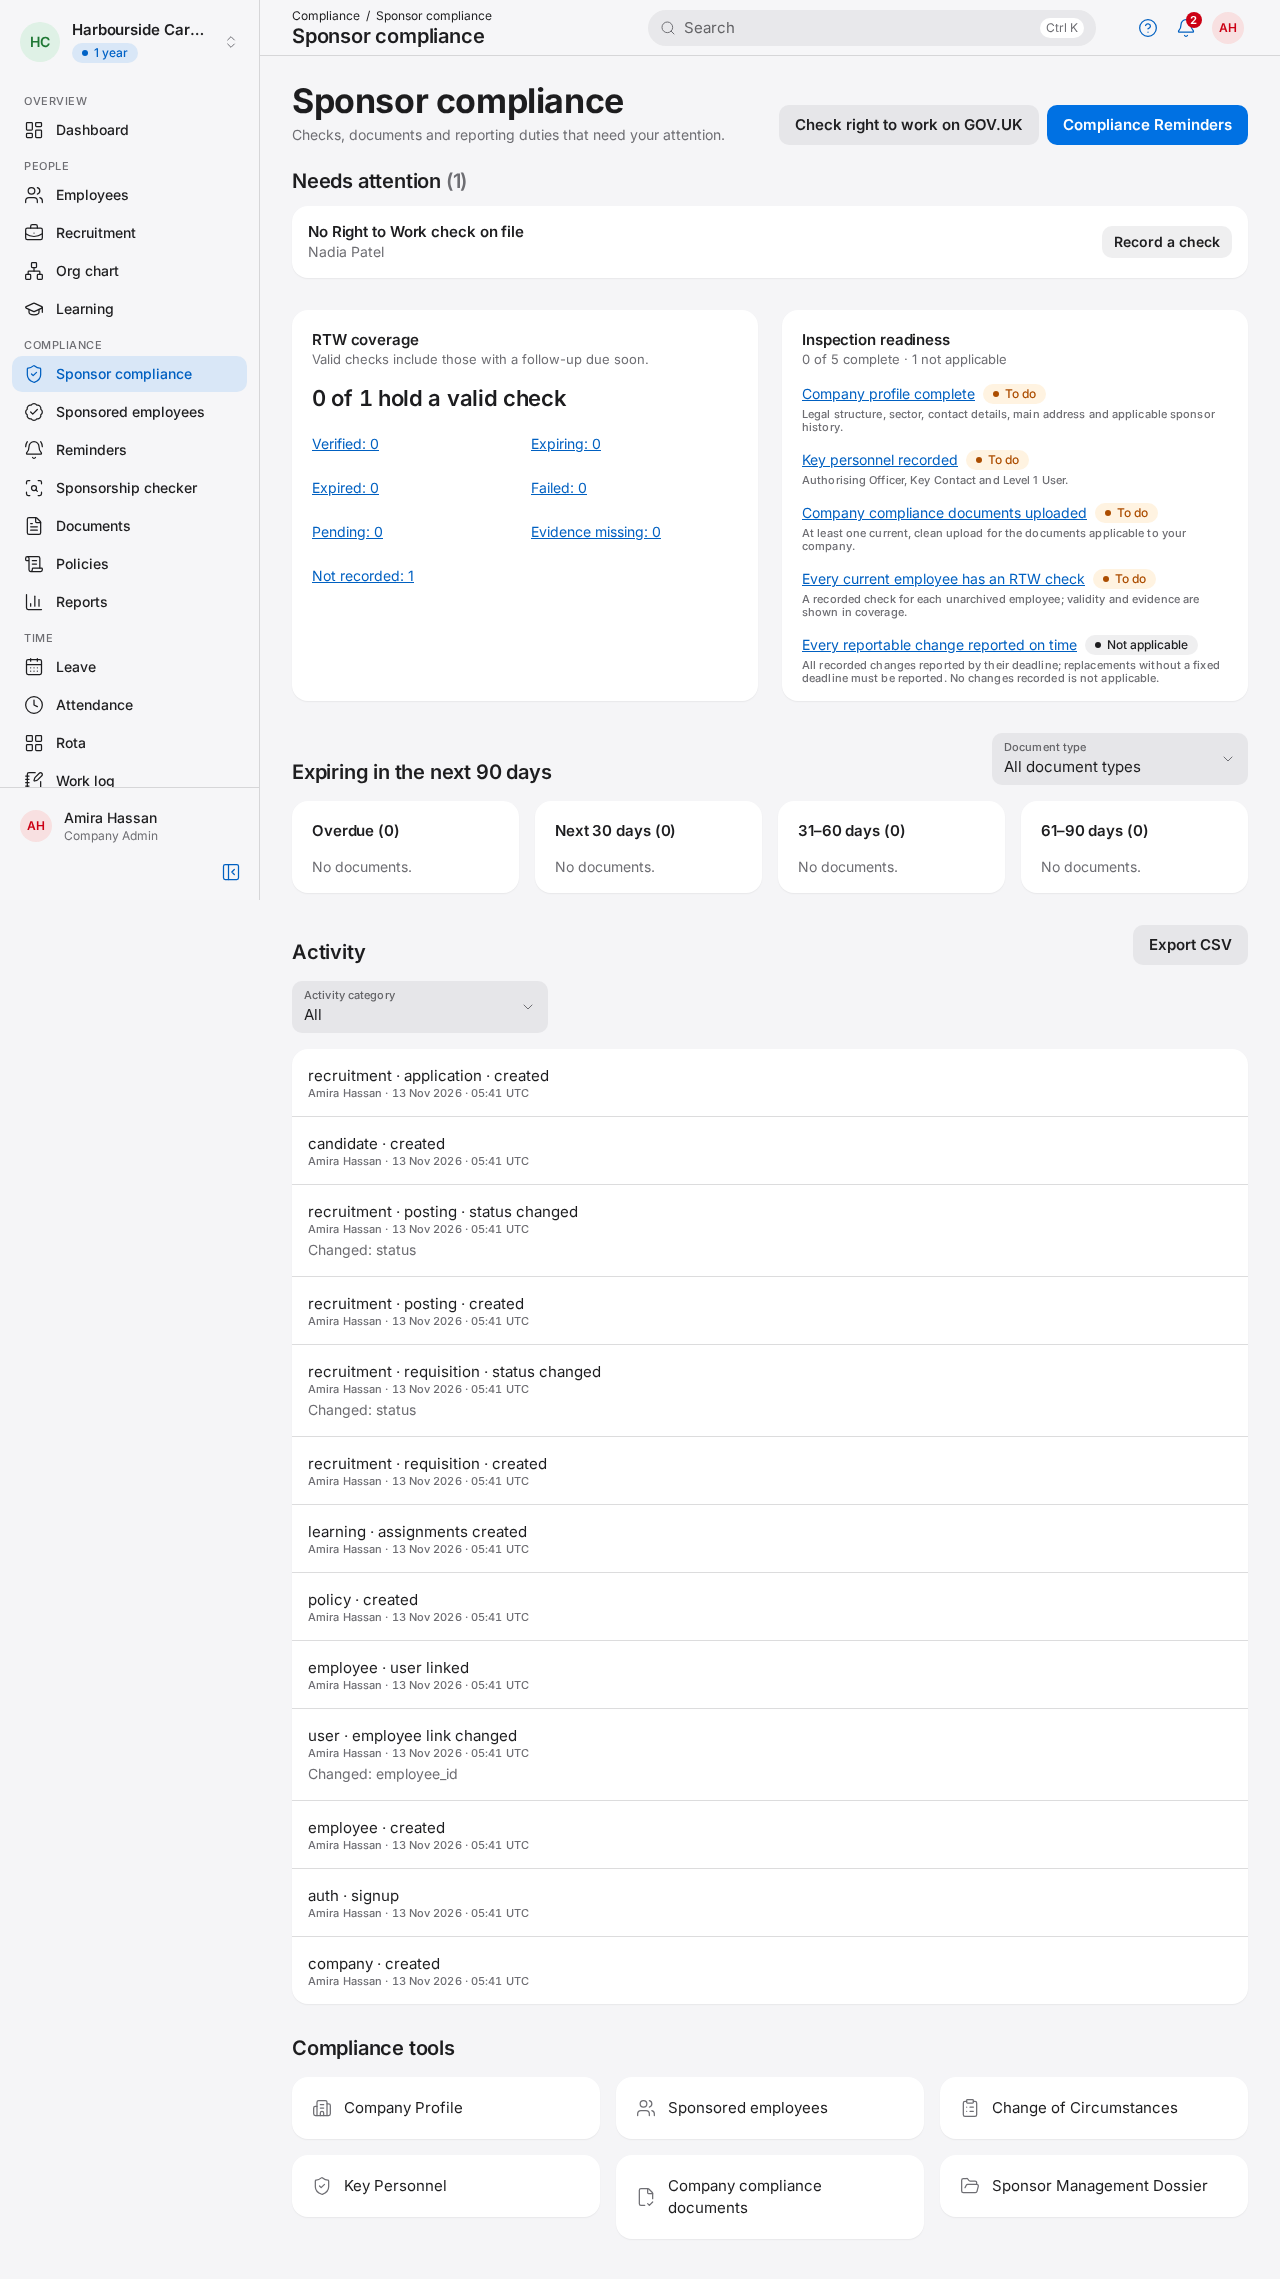 HC
Harbourside Car...
1 year
OVERVIEW
Dashboard
PEOPLE
Employees
Recruitment
Org chart
Learning
COMPLIANCE
Sponsor compliance
Sponsored employees
Reminders
Sponsorship checker
Documents
Policies
Reports
TIME
Leave
Attendance
Rota
Work log
AH
Amira Hassan
Company Admin
Compliance / Sponsor compliance
Sponsor compliance
Search
Ctrl K
2
AH
Sponsor compliance
Checks, documents and reporting duties that need your attention.
Check right to work on GOV.UK
Compliance Reminders
Needs attention (1)
No Right to Work check on file
Nadia Patel
Record a check
RTW coverage
Valid checks include those with a follow-up due soon.
0 of 1 hold a valid check
Verified: 0
Expiring: 0
Expired: 0
Failed: 0
Pending: 0
Evidence missing: 0
Not recorded: 1
Inspection readiness
0 of 5 complete · 1 not applicable
Company profile complete
To do
Legal structure, sector, contact details, main address and applicable sponsor
history.
Key personnel recorded
To do
Authorising Officer, Key Contact and Level 1 User.
Company compliance documents uploaded
To do
At least one current, clean upload for the documents applicable to your
company.
Every current employee has an RTW check
To do
A recorded check for each unarchived employee; validity and evidence are
shown in coverage.
Every reportable change reported on time
Not applicable
All recorded changes reported by their deadline; replacements without a fixed
deadline must be reported. No changes recorded is not applicable.
Expiring in the next 90 days
Document type
All document types
Overdue (0)
No documents.
Next 30 days (0)
No documents.
31–60 days (0)
No documents.
61–90 days (0)
No documents.
Activity
Export CSV
Activity category
All
recruitment · application · created
Amira Hassan · 13 Nov 2026 · 05:41 UTC
candidate · created
Amira Hassan · 13 Nov 2026 · 05:41 UTC
recruitment · posting · status changed
Amira Hassan · 13 Nov 2026 · 05:41 UTC
Changed: status
recruitment · posting · created
Amira Hassan · 13 Nov 2026 · 05:41 UTC
recruitment · requisition · status changed
Amira Hassan · 13 Nov 2026 · 05:41 UTC
Changed: status
recruitment · requisition · created
Amira Hassan · 13 Nov 2026 · 05:41 UTC
learning · assignments created
Amira Hassan · 13 Nov 2026 · 05:41 UTC
policy · created
Amira Hassan · 13 Nov 2026 · 05:41 UTC
employee · user linked
Amira Hassan · 13 Nov 2026 · 05:41 UTC
user · employee link changed
Amira Hassan · 13 Nov 2026 · 05:41 UTC
Changed: employee_id
employee · created
Amira Hassan · 13 Nov 2026 · 05:41 UTC
auth · signup
Amira Hassan · 13 Nov 2026 · 05:41 UTC
company · created
Amira Hassan · 13 Nov 2026 · 05:41 UTC
Compliance tools
Company Profile
Sponsored employees
Change of Circumstances
Key Personnel
Company compliance
documents
Sponsor Management Dossier